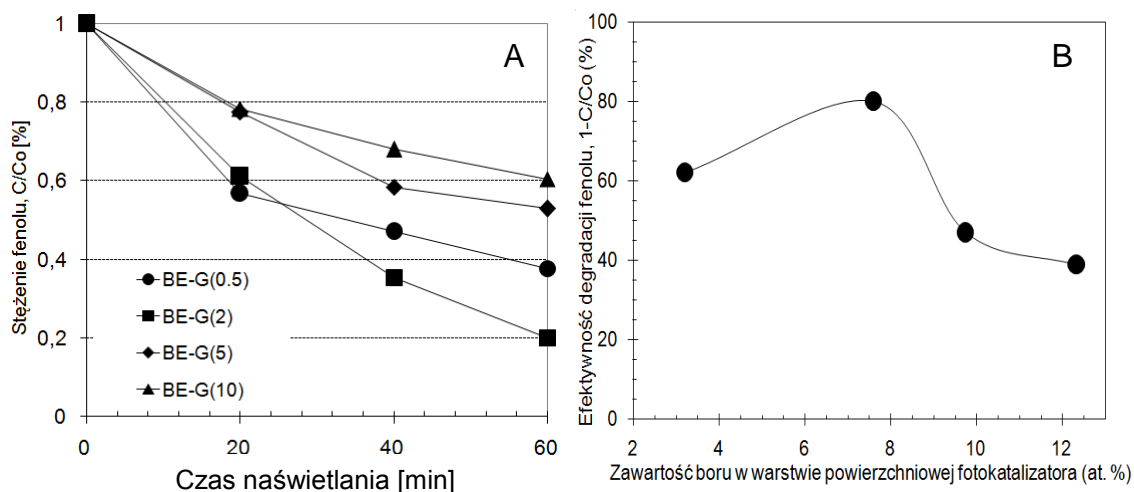 Stężenie fenolu, C/Co [%]
1
0,8
0,6
0,4
0,2
0
A
BE-G(0.5)
BE-G(2)
BE-G(5)
BE-G(10)
0 20 40 60
Czas naświetlania [min]
Efektywność degradacji fenolu, 1-C/Co (%)
100
80
60
40
20
0
B
2 4 6 8 10 12
Zawartość boru w warstwie powierzchniowej fotokatalizatora (at. %)